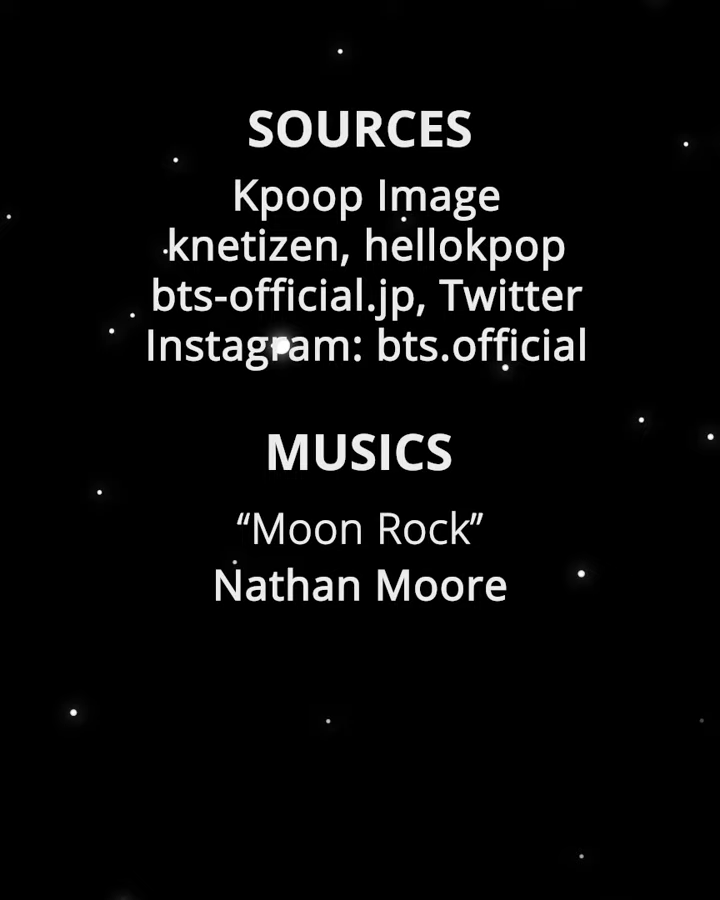 SOURCES
Kpoop Image
knetizen, hellokpop
bts-official.jp, Twitter
Instagram: bts.official
MUSICS
“Moon Rock”
Nathan Moore